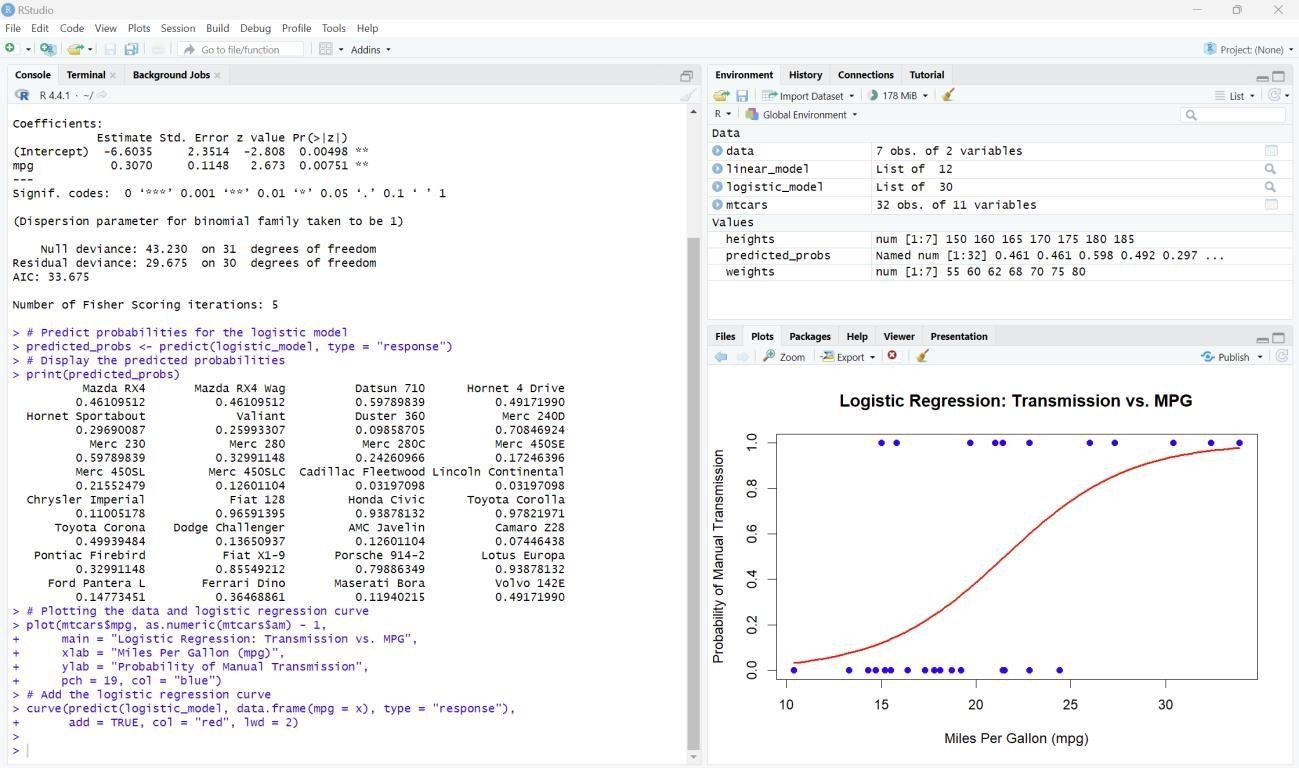 RStudio
File Edit Code View Plots Session Build Debug Profile Tools Help
Go to file/function Addins Project: (None)
Console Terminal Background Jobs
R R 4.4.1 · ~/
Coefficients:
            Estimate Std. Error z value Pr(>|z|)
(Intercept)  -6.6035     2.3514  -2.808  0.00498 **
mpg           0.3070     0.1148   2.673  0.00751 **
---
Signif. codes:  0 ‘***’ 0.001 ‘**’ 0.01 ‘*’ 0.05 ‘.’ 0.1 ‘ ’ 1
(Dispersion parameter for binomial family taken to be 1)
    Null deviance: 43.230  on 31  degrees of freedom
Residual deviance: 29.675  on 30  degrees of freedom
AIC: 33.675
Number of Fisher Scoring iterations: 5
> # Predict probabilities for the logistic model
> predicted_probs <- predict(logistic_model, type = "response")
> # Display the predicted probabilities
> print(predicted_probs)
Mazda RX4 Mazda RX4 Wag Datsun 710 Hornet 4 Drive
0.46109512 0.46109512 0.59789839 0.49171990
Hornet Sportabout Valiant Duster 360 Merc 240D
0.29690087 0.25993307 0.09858705 0.70846924
Merc 230 Merc 280 Merc 280C Merc 450SE
0.59789839 0.32991148 0.24260966 0.17246396
Merc 450SL Merc 450SLC Cadillac Fleetwood Lincoln Continental
0.21552479 0.12601104 0.03197098 0.03197098
Chrysler Imperial Fiat 128 Honda Civic Toyota Corolla
0.11005178 0.96591395 0.93878132 0.97821971
Toyota Corona Dodge Challenger AMC Javelin Camaro Z28
0.49939484 0.13650937 0.12601104 0.07446438
Pontiac Firebird Fiat X1-9 Porsche 914-2 Lotus Europa
0.32991148 0.85549212 0.79886349 0.93878132
Ford Pantera L Ferrari Dino Maserati Bora Volvo 142E
0.14773451 0.36468861 0.11940215 0.49171990
> # Plotting the data and logistic regression curve
> plot(mtcars$mpg, as.numeric(mtcars$am) - 1,
+      main = "Logistic Regression: Transmission vs. MPG",
+      xlab = "Miles Per Gallon (mpg)",
+      ylab = "Probability of Manual Transmission",
+      pch = 19, col = "blue")
> # Add the logistic regression curve
> curve(predict(logistic_model, data.frame(mpg = x), type = "response"),
+       add = TRUE, col = "red", lwd = 2)
>
>
Environment History Connections Tutorial
Import Dataset 178 MiB List
R Global Environment
Data
data 7 obs. of 2 variables
linear_model List of 12
logistic_model List of 30
mtcars 32 obs. of 11 variables
Values
heights num [1:7] 150 160 165 170 175 180 185
predicted_probs Named num [1:32] 0.461 0.461 0.598 0.492 0.297 ...
weights num [1:7] 55 60 62 68 70 75 80
Files Plots Packages Help Viewer Presentation
Zoom Export Publish
Logistic Regression: Transmission vs. MPG
Probability of Manual Transmission
1.0
0.8
0.6
0.4
0.2
0.0
10 15 20 25 30
Miles Per Gallon (mpg)